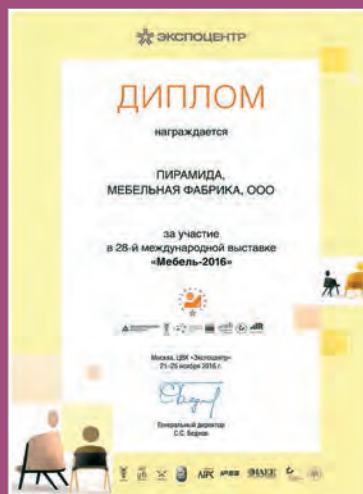 ЭКСПОЦЕНТР
ДИПЛОМ
награждается
ПИРАМИДА,
МЕБЕЛЬНАЯ ФАБРИКА, ООО
за участие
в 28-й международной выставке
«Мебель-2016»
Москва, ЦВК «Экспоцентр»
21–25 ноября 2016 г.
Генеральный директор
С.С. Беднов